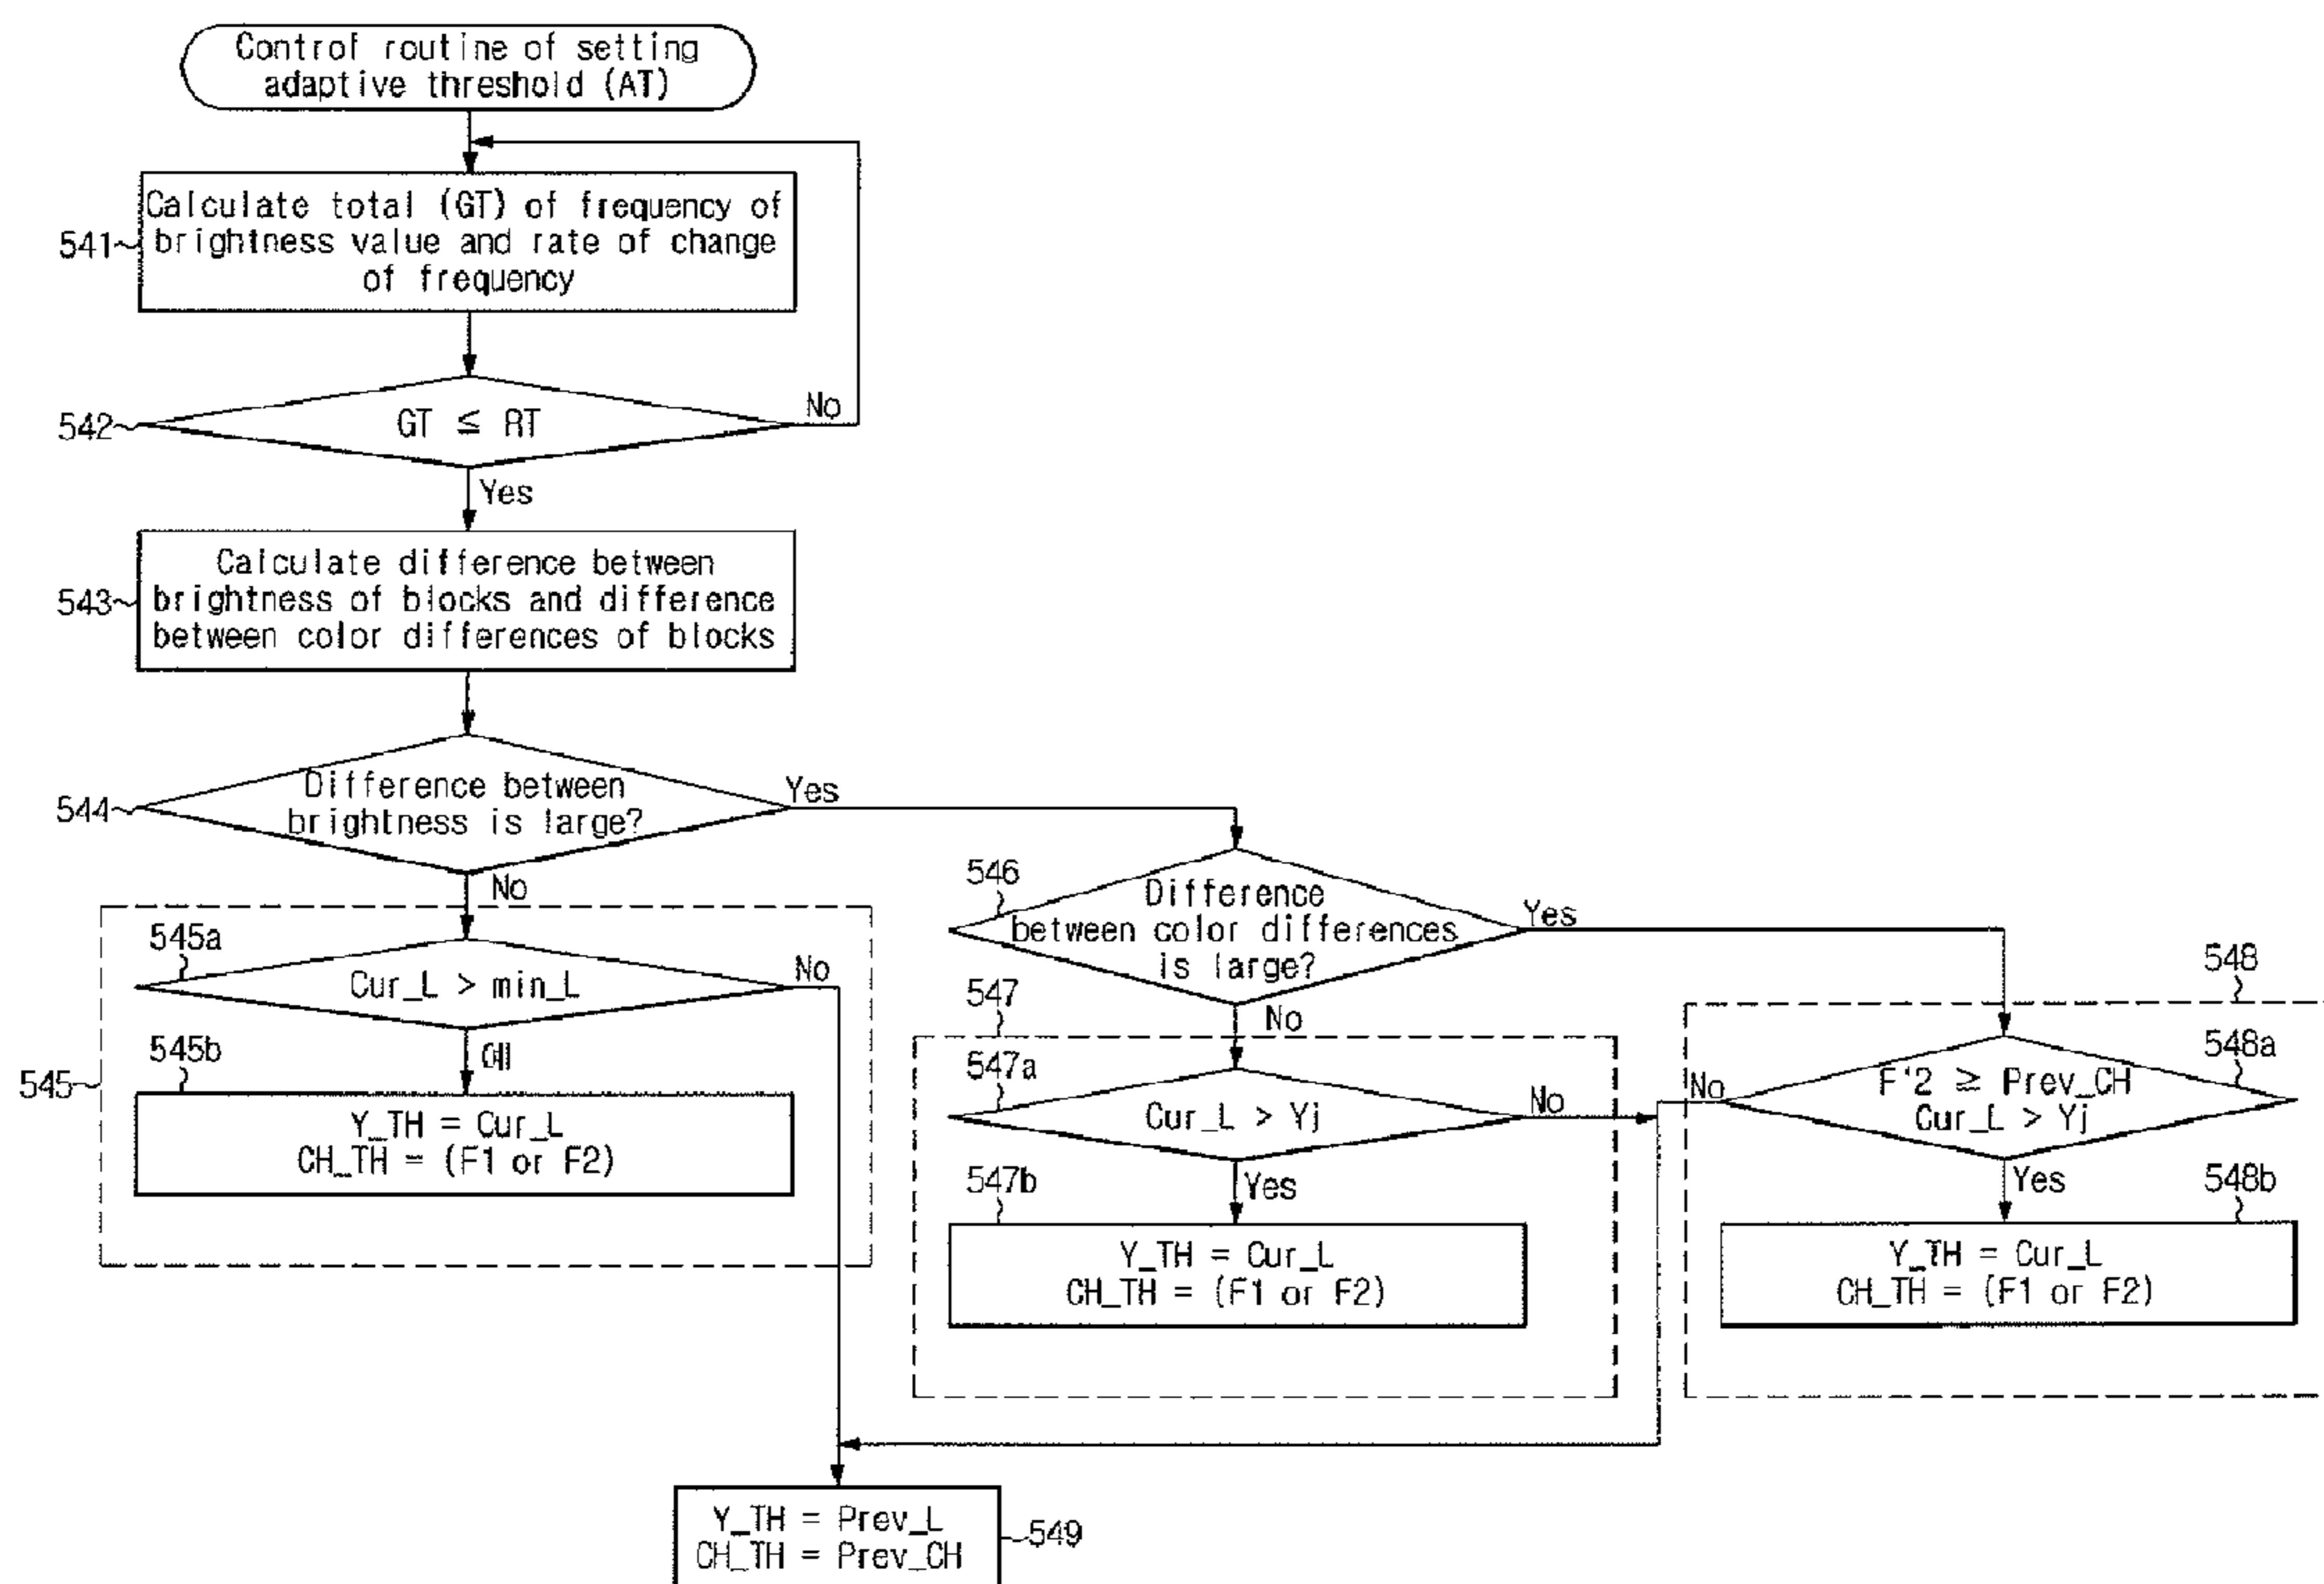 Control routine of setting
adaptive threshold (AT)
541
Calculate total (GT) of frequency of
brightness value and rate of change
of frequency
542
GT ≦ RT
No
Yes
543
Calculate difference between
brightness of blocks and difference
between color differences of blocks
544
Difference between
brightness is large?
Yes
No
546
Difference
between color differences
is large?
Yes
No
545
545a
Cur_L > min_L
No
예
545b
Y_TH = Cur_L
CH_TH = (F1 or F2)
547
547a
Cur_L > Yj
No
Yes
547b
Y_TH = Cur_L
CH_TH = (F1 or F2)
548
548a
F'2 ≥ Prev_CH
Cur_L > Yj
No
Yes
548b
Y_TH = Cur_L
CH_TH = (F1 or F2)
Y_TH = Prev_L
CH_TH = Prev_CH
549